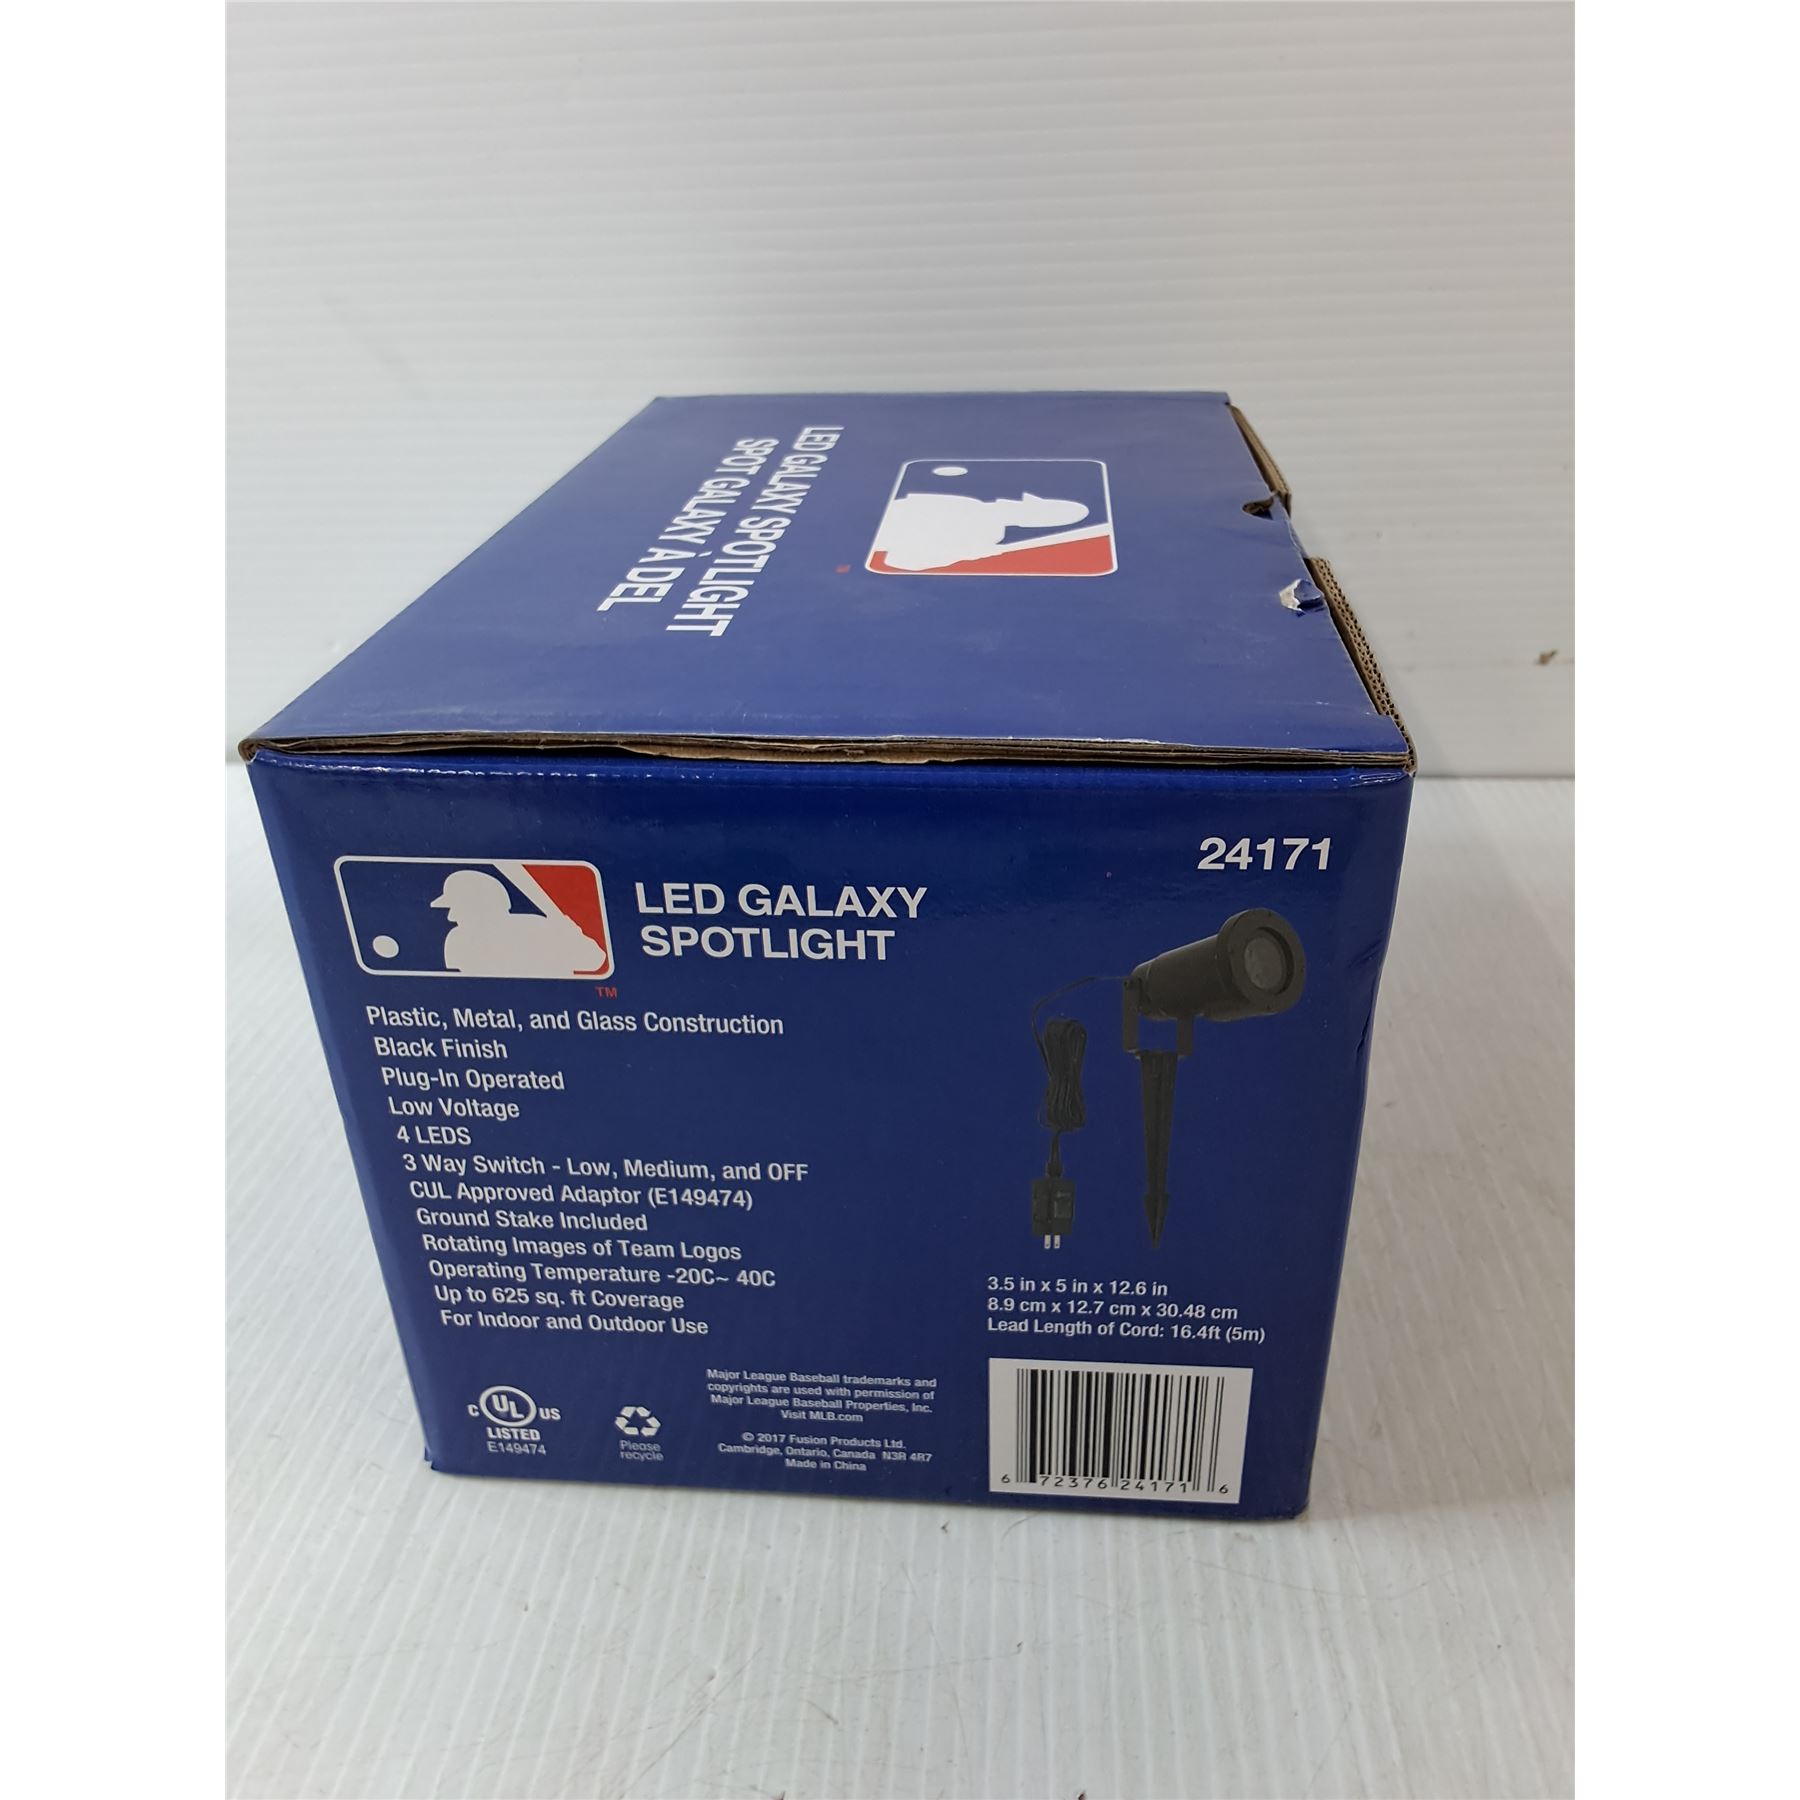 LED GALAXY SPOTLIGHT
SPOT GALAXY À DEL
TM
24171
LED GALAXY
SPOTLIGHT
TM
Plastic, Metal, and Glass Construction
Black Finish
Plug-In Operated
Low Voltage
4 LEDS
3 Way Switch - Low, Medium, and OFF
CUL Approved Adaptor (E149474)
Ground Stake Included
Rotating Images of Team Logos
Operating Temperature -20C~ 40C
Up to 625 sq. ft Coverage
For Indoor and Outdoor Use
3.5 in x 5 in x 12.6 in
8.9 cm x 12.7 cm x 30.48 cm
Lead Length of Cord: 16.4ft (5m)
C UL US
LISTED
E149474
Please
recycle
Major League Baseball trademarks and
copyrights are used with permission of
Major League Baseball Properties, Inc.
Visit MLB.com
© 2017 Fusion Products Ltd.
Cambridge, Ontario, Canada N3R 4R7
Made in China
6 72376 24171 6